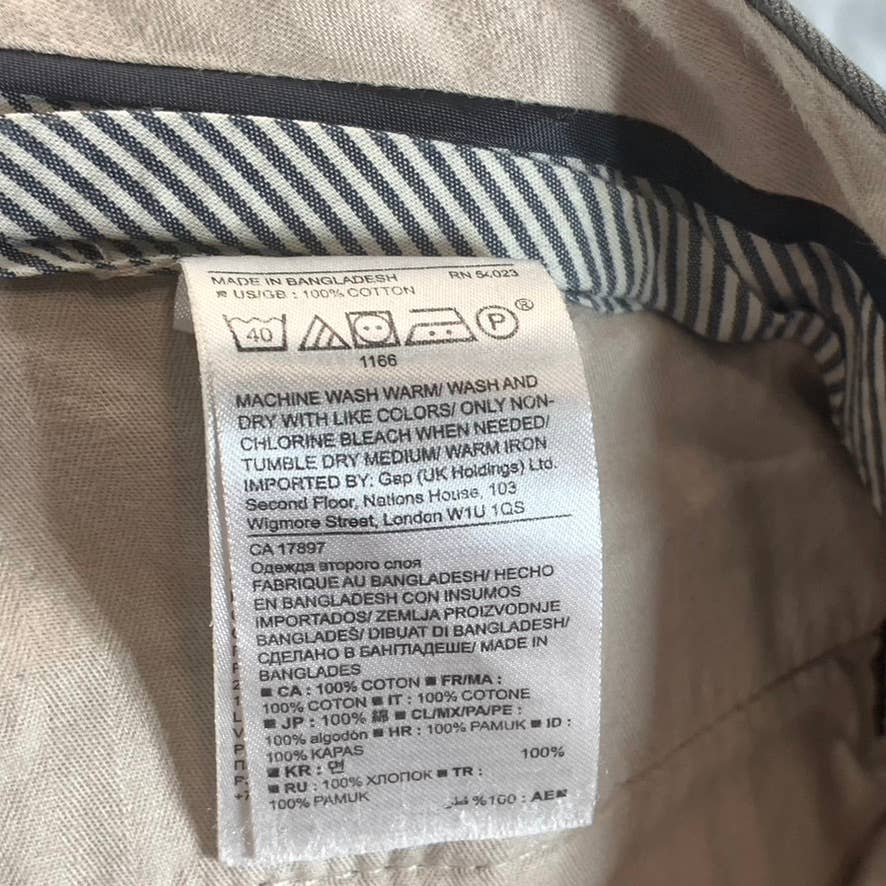 MADE IN BANGLADESH RN 54023
US/GB : 100% COTTON
40 P®
1166
MACHINE WASH WARM/ WASH AND
DRY WITH LIKE COLORS/ ONLY NON-
CHLORINE BLEACH WHEN NEEDED/
TUMBLE DRY MEDIUM/ WARM IRON
IMPORTED BY: Gap (UK Holdings) Ltd.
Second Floor, Nations House, 103
Wigmore Street, London W1U 1QS
CA 17897
Одежда второго слоя
FABRIQUE AU BANGLADESH/ HECHO
EN BANGLADESH CON INSUMOS
IMPORTADOS/ ZEMLJA PROIZVODNJE
BANGLADEŠ/ DIBUAT DI BANGLADESH/
СДЕЛАНО В БАНГЛАДЕШЕ/ MADE IN
BANGLADES
■ CA : 100% COTON ■ FR/MA :
100% COTON ■ IT : 100% COTONE
■ JP : 100% 綿 ■ CL/MX/PA/PE :
100% algodón ■ HR : 100% PAMUK ■ ID :
100% KAPAS
■ KR : 면 100%
■ RU : 100% ХЛОПОК ■ TR :
100% PAMUK AE : 100% قطن